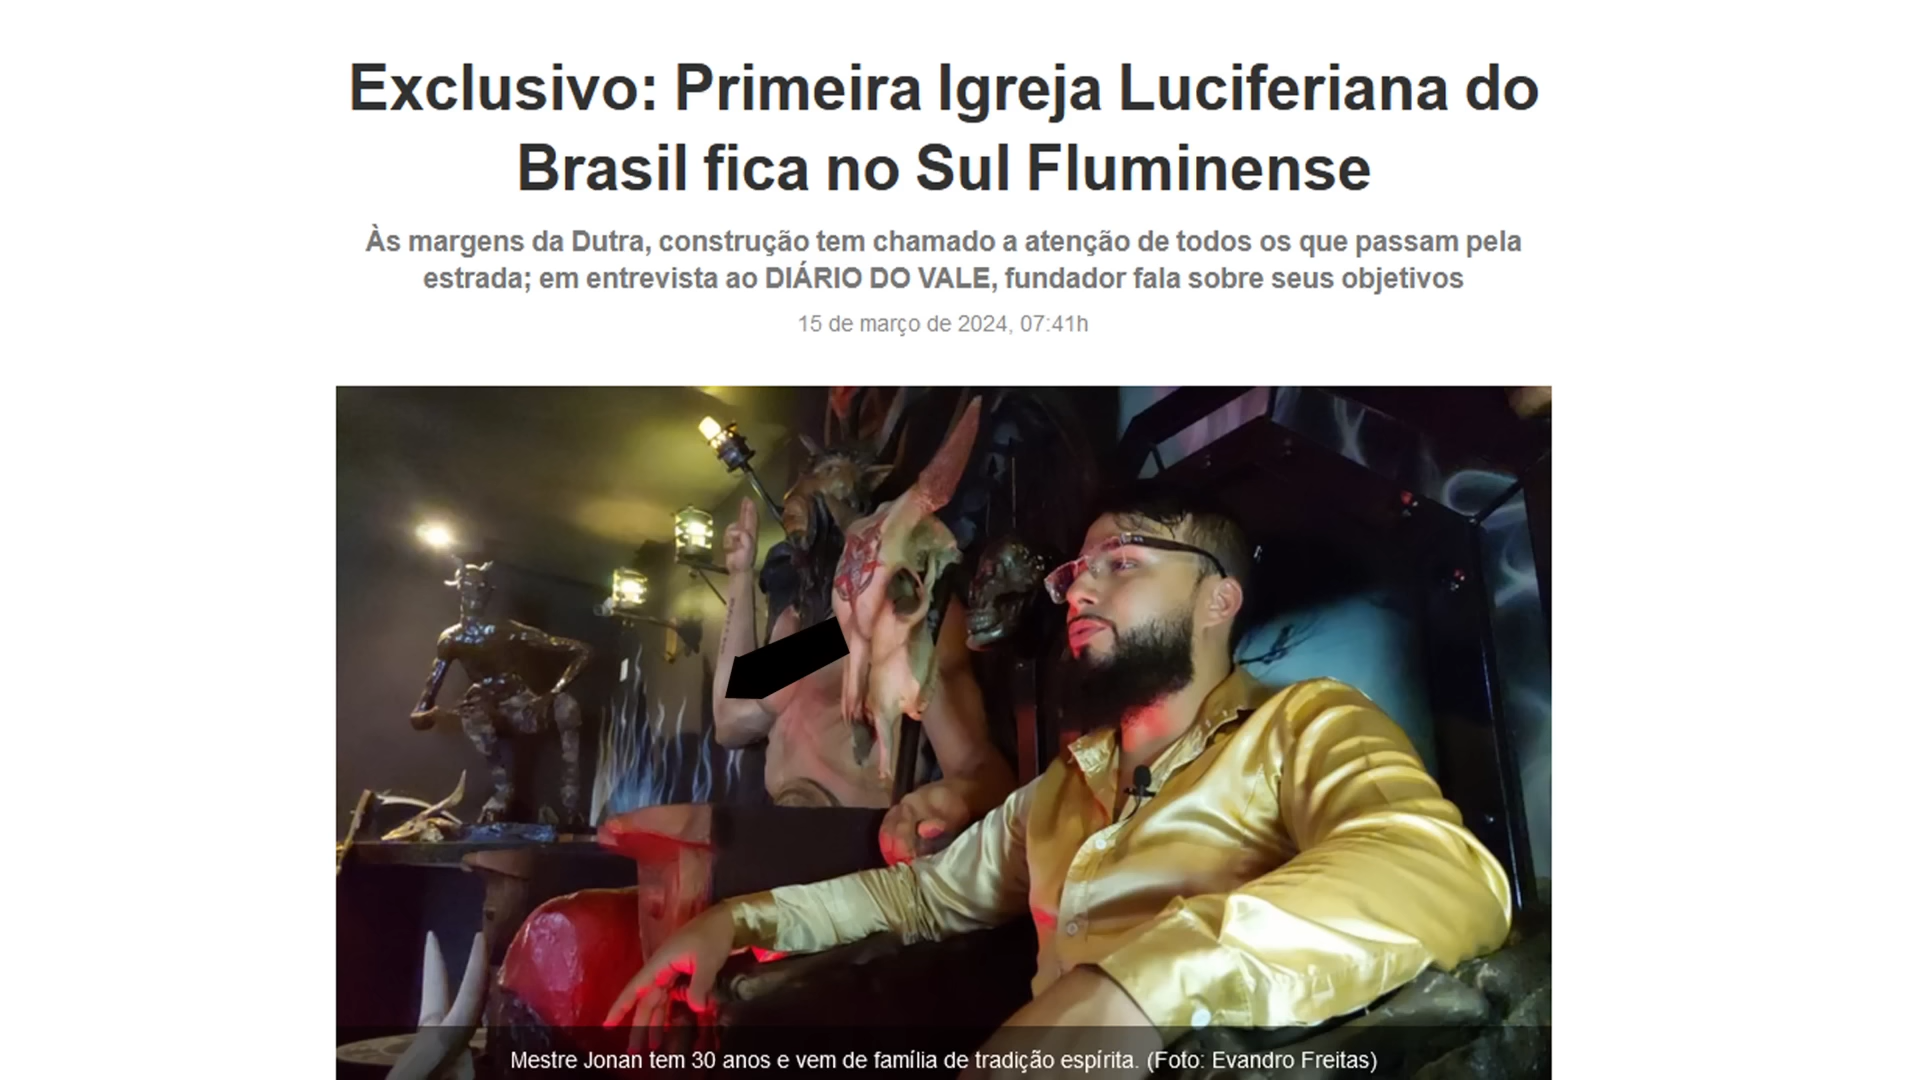 Exclusivo: Primeira Igreja Luciferiana do
Brasil fica no Sul Fluminense
Às margens da Dutra, construção tem chamado a atenção de todos os que passam pela
estrada; em entrevista ao DIÁRIO DO VALE, fundador fala sobre seus objetivos
15 de março de 2024, 07:41h
Mestre Jonan tem 30 anos e vem de família de tradição espírita. (Foto: Evandro Freitas)